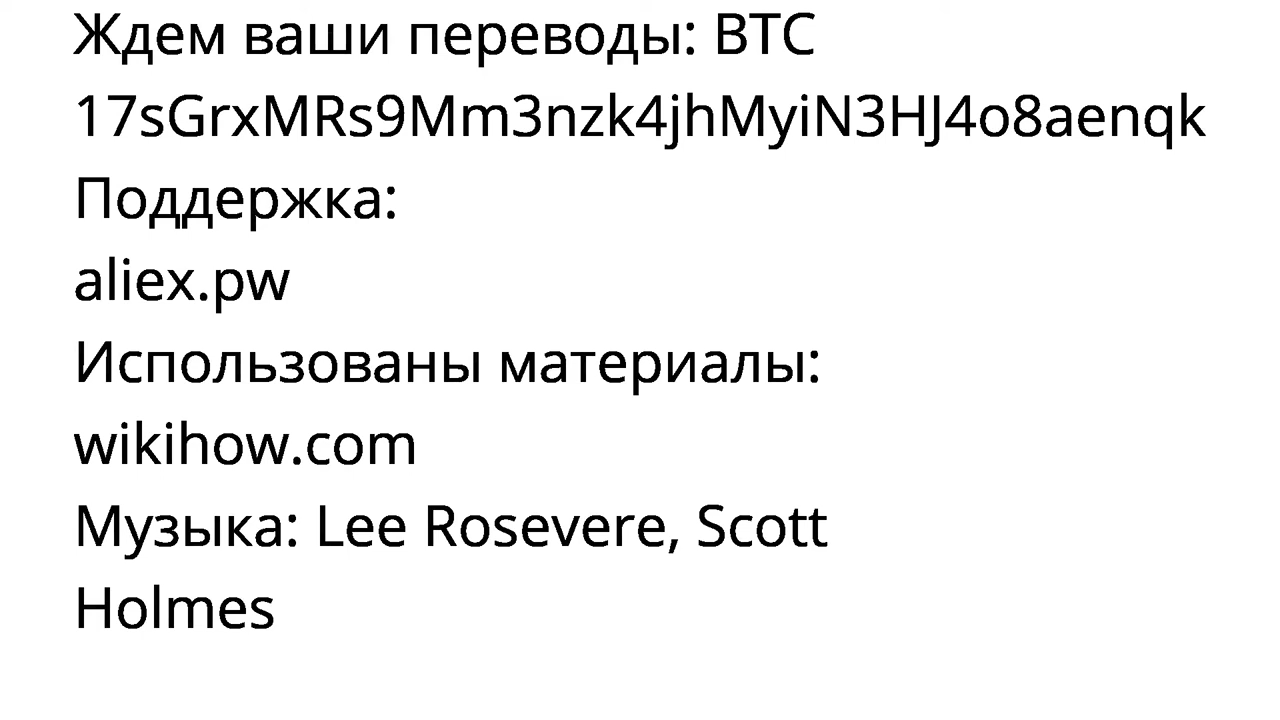 Ждем ваши переводы: BTC
17sGrxMRs9Mm3nzk4jhMyiN3HJ4o8aenqk
Поддержка:
aliex.pw
Использованы материалы:
wikihow.com
Музыка: Lee Rosevere, Scott
Holmes